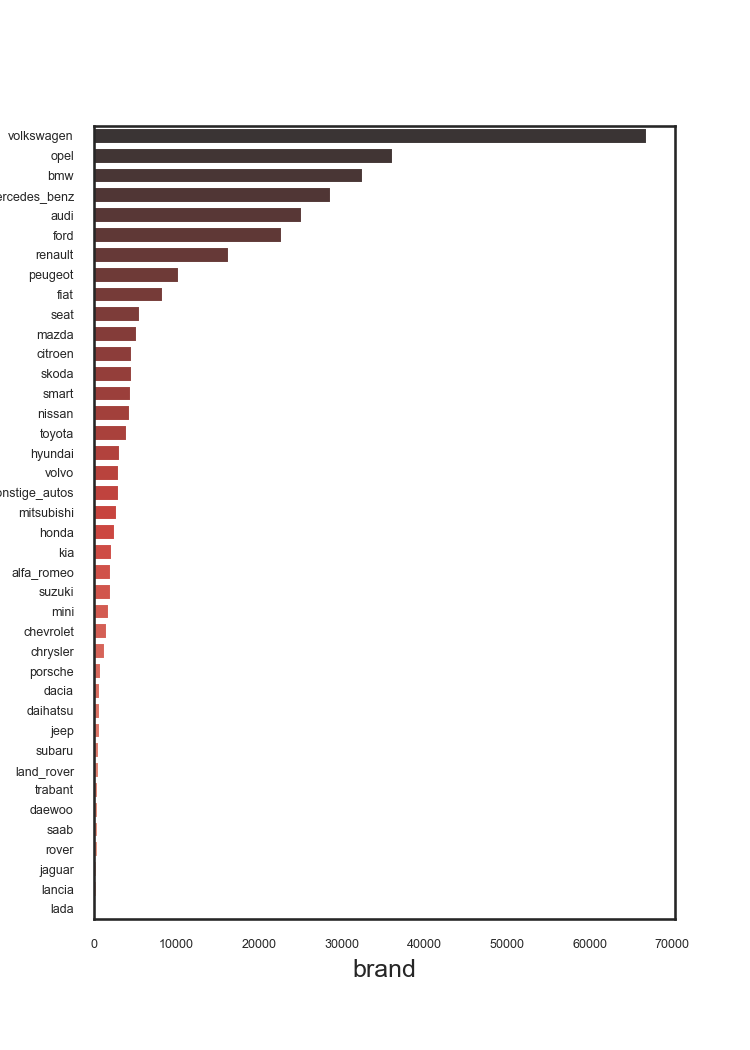 volkswagen
opel
bmw
ercedes_benz
audi
ford
renault
peugeot
fiat
seat
mazda
citroen
skoda
smart
nissan
toyota
hyundai
volvo
onstige_autos
mitsubishi
honda
kia
alfa_romeo
suzuki
mini
chevrolet
chrysler
porsche
dacia
daihatsu
jeep
subaru
land_rover
trabant
daewoo
saab
rover
jaguar
lancia
lada
0 10000 20000 30000 40000 50000 60000 70000
brand